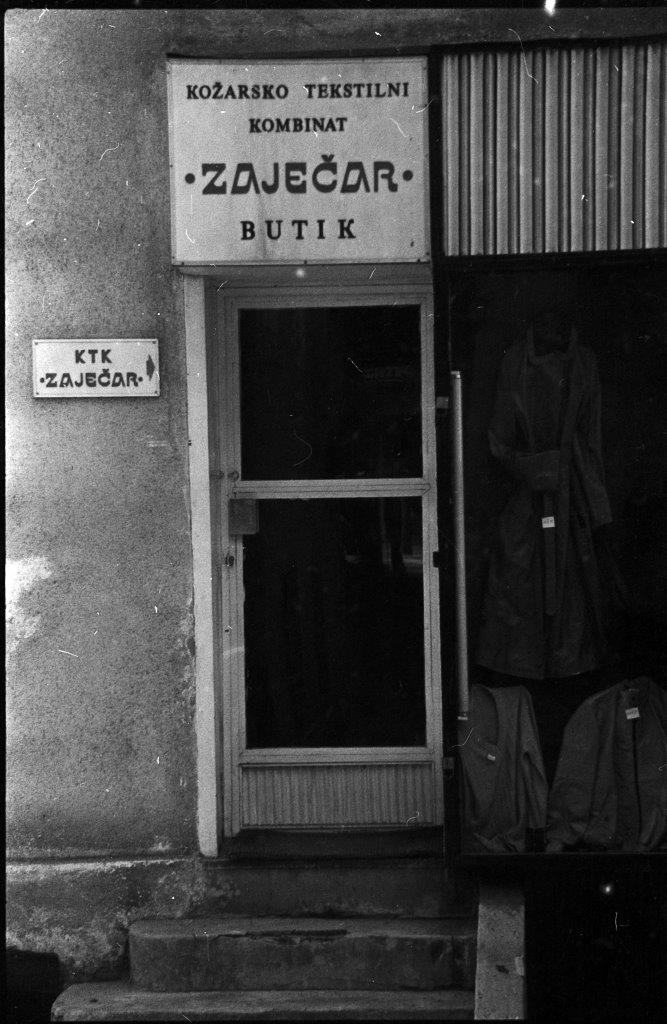 KOŽARSKO TEKSTILNI
KOMBINAT
•ZAJEČAR•
BUTIK
KTK
•ZAJEČAR•